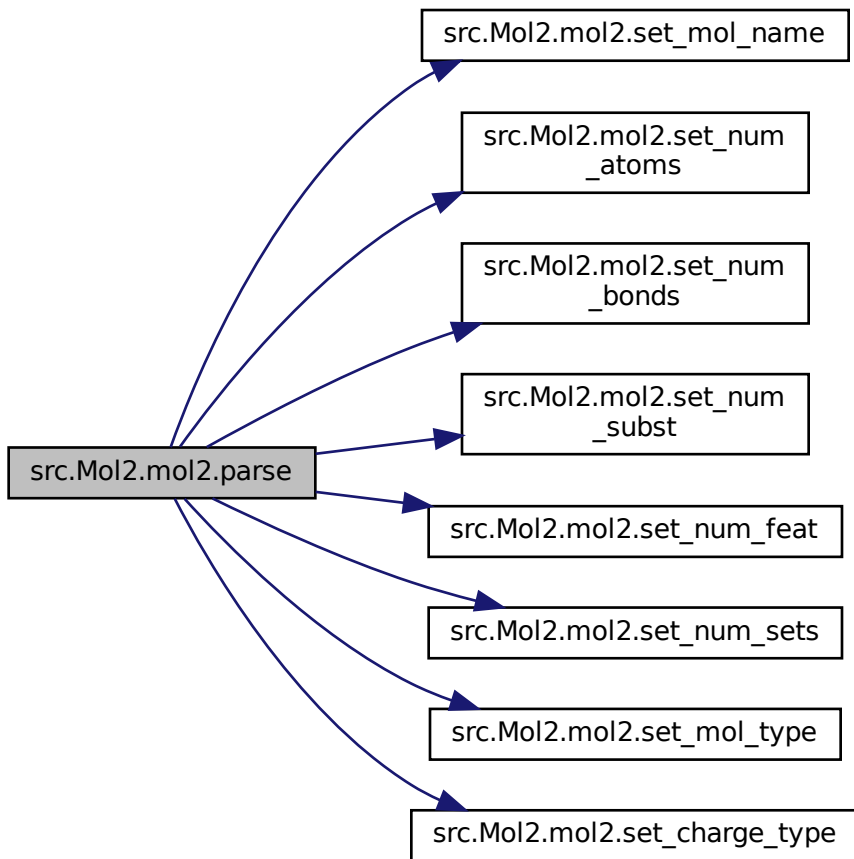 src.Mol2.mol2.set_mol_name
src.Mol2.mol2.set_num
_atoms
src.Mol2.mol2.set_num
_bonds
src.Mol2.mol2.set_num
_subst
src.Mol2.mol2.parse
src.Mol2.mol2.set_num_feat
src.Mol2.mol2.set_num_sets
src.Mol2.mol2.set_mol_type
src.Mol2.mol2.set_charge_type